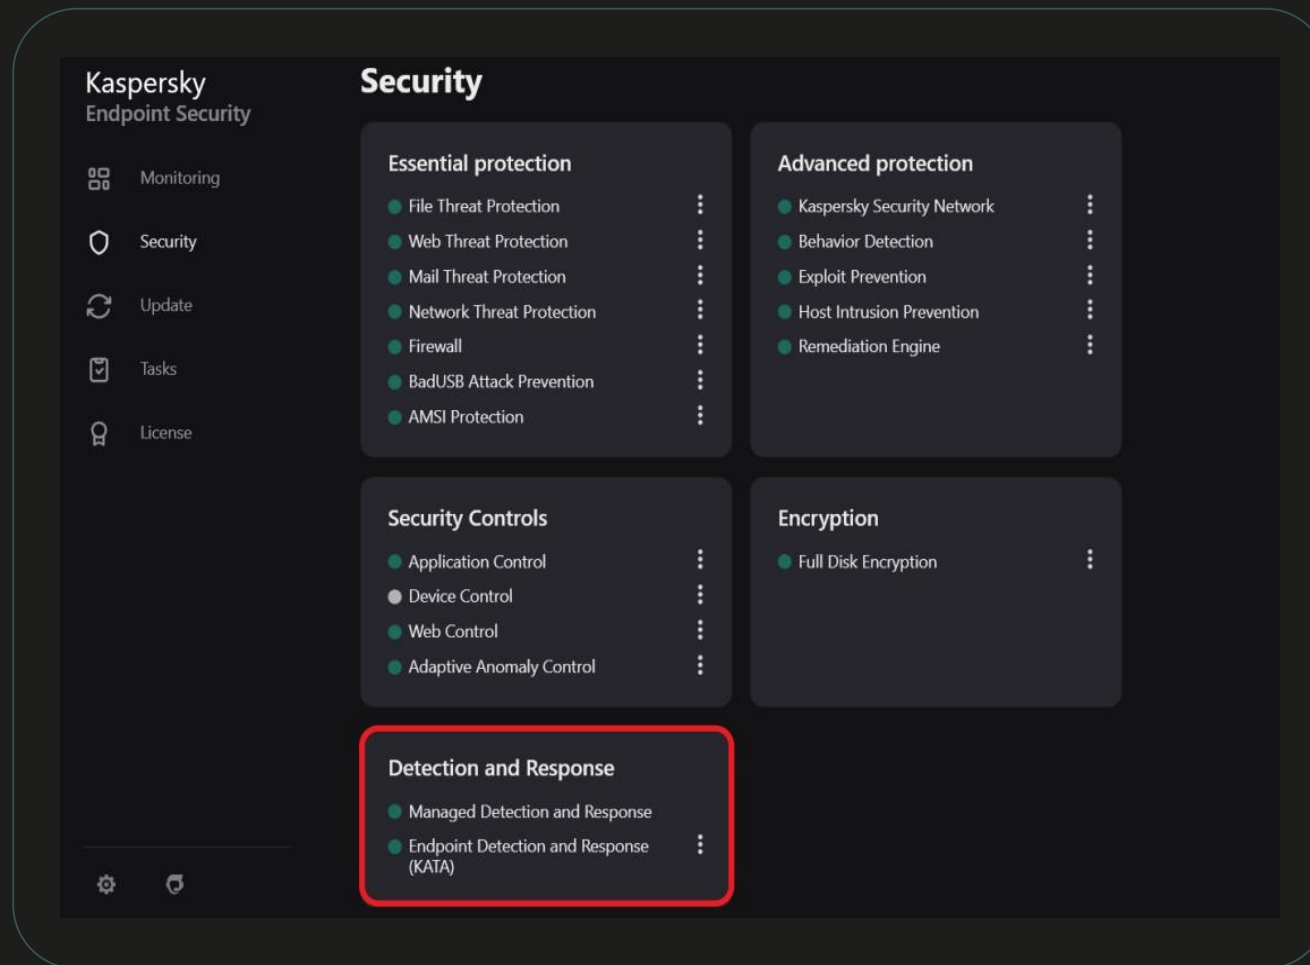 Kaspersky
Endpoint Security
Monitoring
Security
Update
Tasks
License
Security
Essential protection
File Threat Protection
Web Threat Protection
Mail Threat Protection
Network Threat Protection
Firewall
BadUSB Attack Prevention
AMSI Protection
Advanced protection
Kaspersky Security Network
Behavior Detection
Exploit Prevention
Host Intrusion Prevention
Remediation Engine
Security Controls
Application Control
Device Control
Web Control
Adaptive Anomaly Control
Encryption
Full Disk Encryption
Detection and Response
Managed Detection and Response
Endpoint Detection and Response
(KATA)